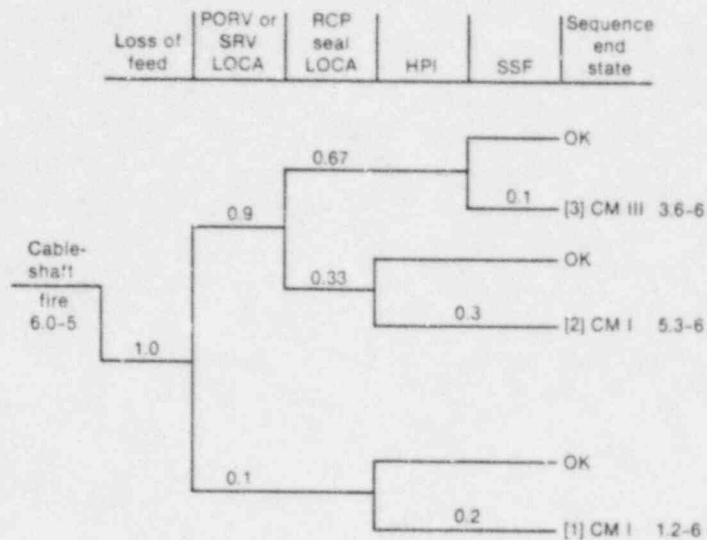 Loss of feed
PORV or SRV LOCA
RCP seal LOCA
HPI
SSF
Sequence end state
OK
0.67
0.1
[3] CM III 3.6-6
0.9
Cable-shaft fire 6.0-5
OK
0.33
0.3
[2] CM I 5.3-6
1.0
OK
0.1
0.2
[1] CM I 1.2-6